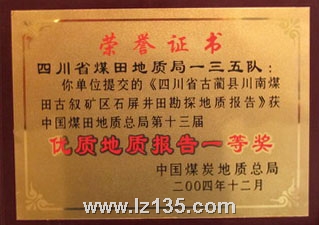 荣誉证书
四川省煤田地质局一三五队：
你单位提交的《四川省古蔺县川南煤
田古叙矿区石屏井田勘探地质报告》获
中国煤田地质总局第十三届
优质地质报告一等奖
中国煤炭地质总局
二00四年十二月
www.lz135.com